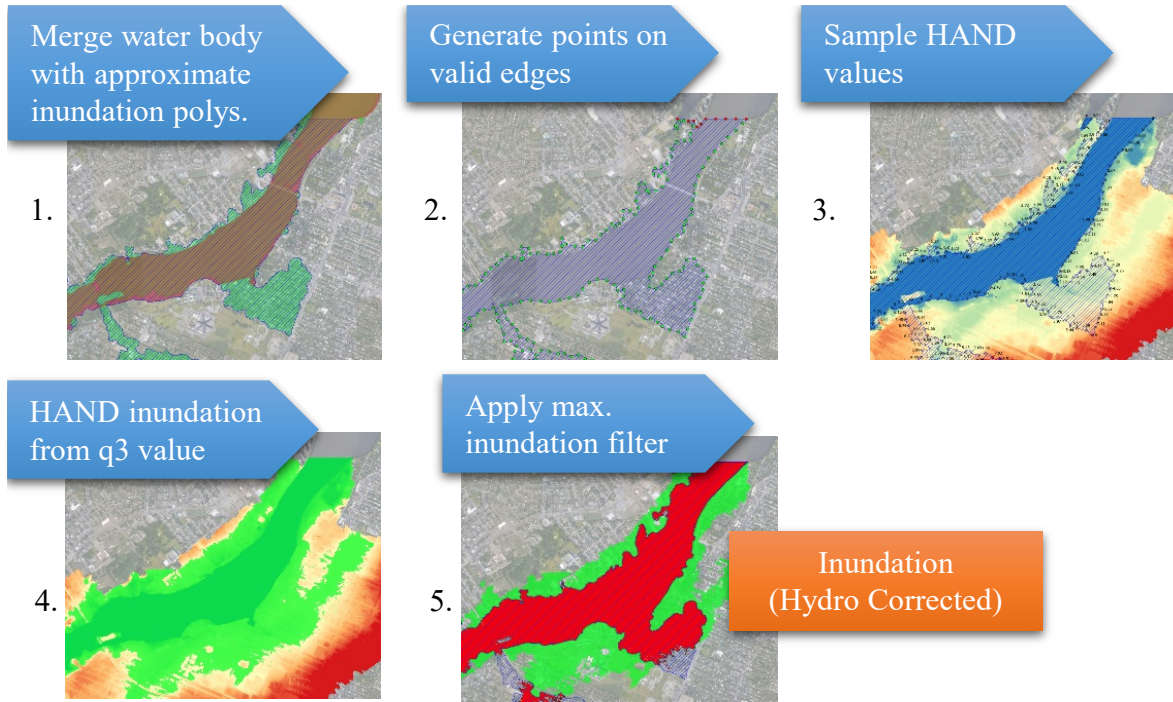 Merge water body
with approximate
inundation polys.
Generate points on
valid edges
Sample HAND
values
1.
2.
3.
HAND inundation
from q3 value
Apply max.
inundation filter
4.
5.
Inundation
(Hydro Corrected)